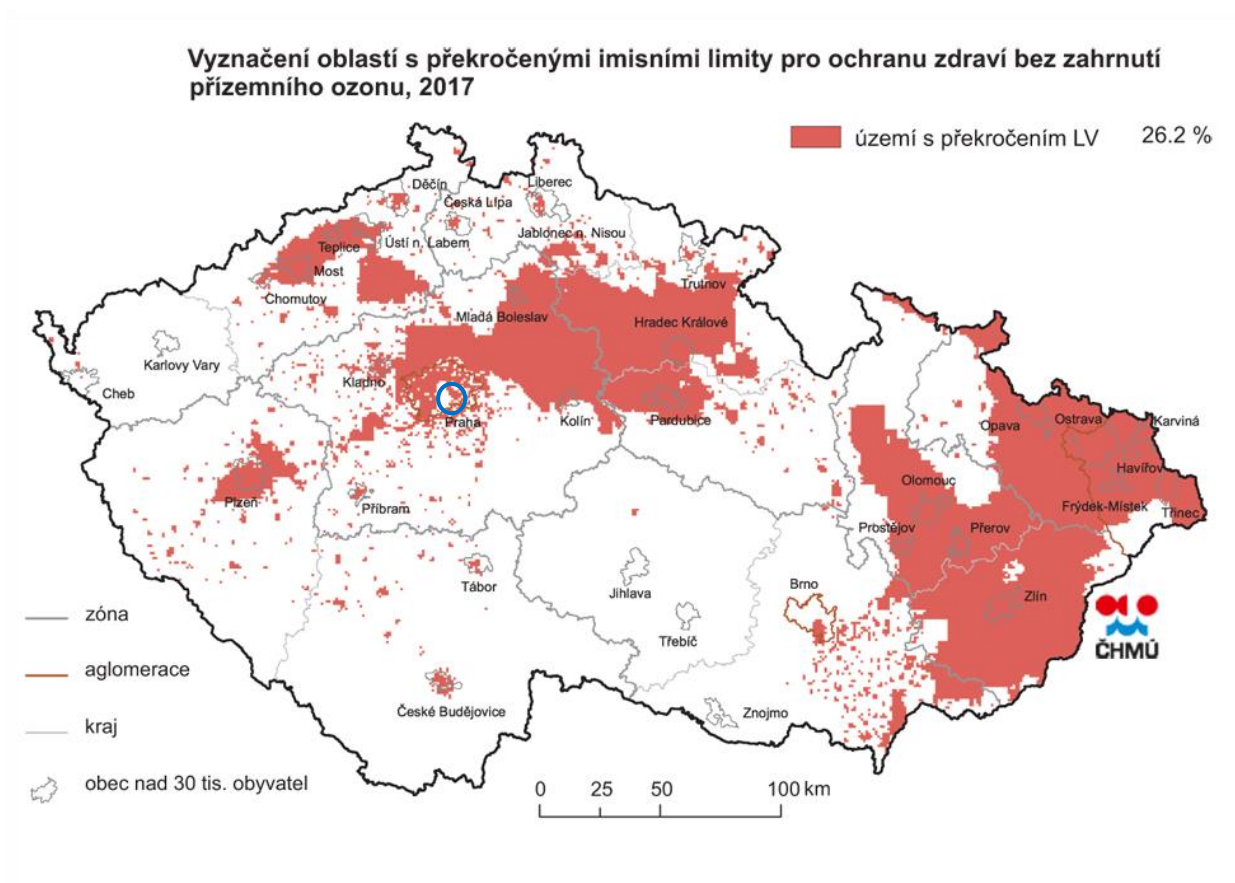 Vyznačení oblastí s překročenými imisními limity pro ochranu zdraví bez zahrnutí
přízemního ozonu, 2017
území s překročením LV 26.2 %
Děčín
Liberec
Česká Lípa
Teplice
Ústí n. Labem
Jablonec n. Nisou
Most
Trutnov
Chomutov
Mladá Boleslav
Hradec Králové
Karlovy Vary
Kladno
Cheb
Praha
Kolín
Pardubice
Opava
Ostrava
Karviná
Havířov
Olomouc
Plzeň
Příbram
Frýdek-Místek
Třinec
Prostějov
Přerov
Tábor
Jihlava
Brno
Zlín
ČHMÚ
Třebíč
České Budějovice
Znojmo
zóna
aglomerace
kraj
obec nad 30 tis. obyvatel
0 25 50 100 km